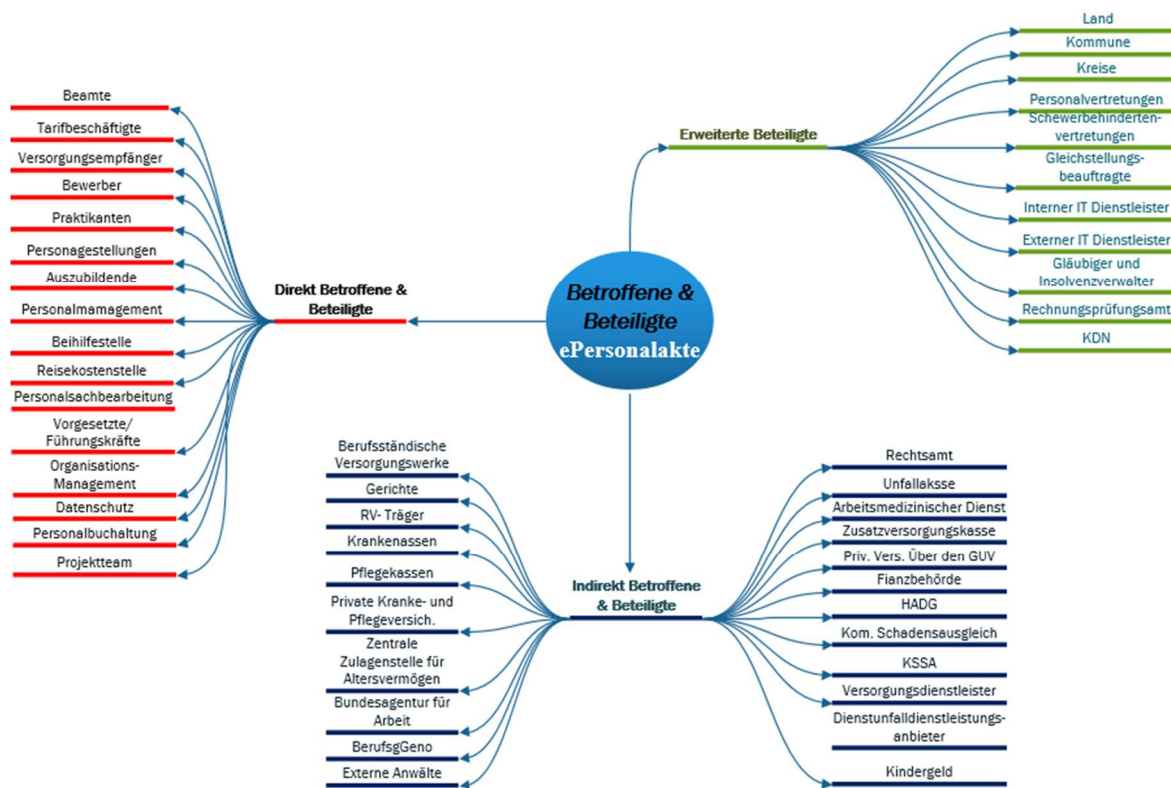 Betroffene &
Beteiligte
ePersonalakte
Direkt Betroffene &
Beteiligte
Beamte
Tarifbeschäftigte
Versorgungsempfänger
Bewerber
Praktikanten
Personagestellungen
Auszubildende
Personalmamagement
Beihilfestelle
Reisekostenstelle
Personalsachbearbeitung
Vorgesetzte/
Führungskräfte
Organisations-
Management
Datenschutz
Personalbuchaltung
Projektteam
Erweiterte Beteiligte
Land
Kommune
Kreise
Personalvertretungen
Schewerbehinderten-
vertretungen
Gleichstellungs-
beauftragte
Interner IT Dienstleister
Externer IT Dienstleister
Gläubiger und
Insolvenzverwalter
Rechnungsprüfungsamt
KDN
Indirekt Betroffene
& Beteiligte
Berufsständische
Versorgungswerke
Gerichte
RV- Träger
Krankenassen
Pflegekassen
Private Kranke- und
Pflegeversich.
Zentrale
Zulagenstelle für
Altersvermögen
Bundesagentur für
Arbeit
BerufsgGeno
Externe Anwälte
Rechtsamt
Unfallaksse
Arbeitsmedizinischer Dienst
Zusatzversorgungskasse
Priv. Vers. Über den GUV
Fianzbehörde
HADG
Kom. Schadensausgleich
KSSA
Versorgungsdienstleister
Dienstunfalldienstleistungs-
anbieter
Kindergeld